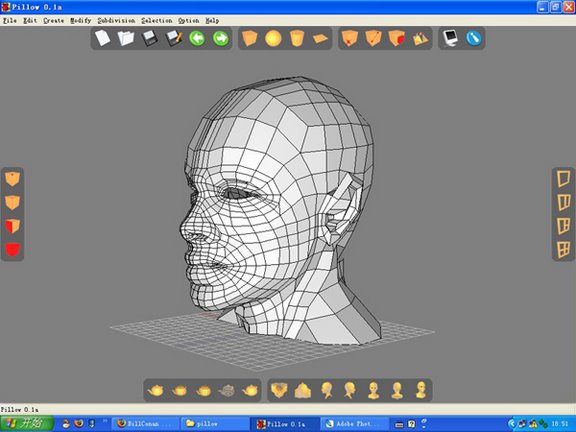 Pillow 0.1a
File Edit Create Modify Subdivision Selection Option Help
Pillow 0.1a
开始 BillConan ... pillow Pillow 0.1a Adobe Phot... 18:51